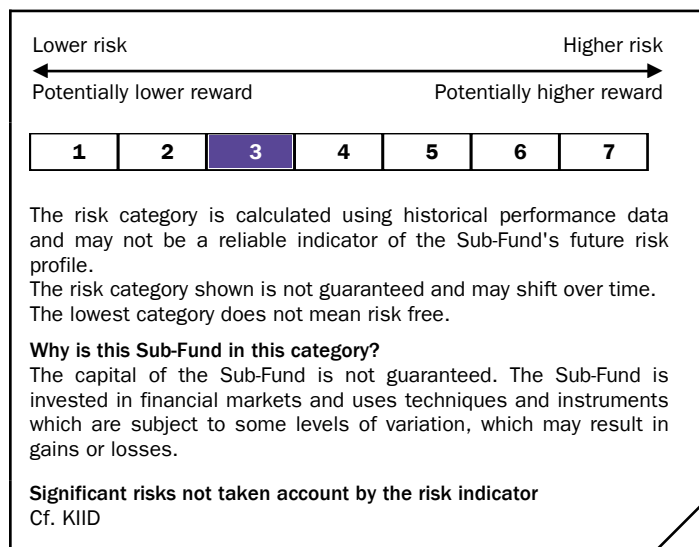 Lower risk Higher risk
Potentially lower reward Potentially higher reward
1 2 3 4 5 6 7
The risk category is calculated using historical performance data
and may not be a reliable indicator of the Sub-Fund's future risk
profile.
The risk category shown is not guaranteed and may shift over time.
The lowest category does not mean risk free.
Why is this Sub-Fund in this category?
The capital of the Sub-Fund is not guaranteed. The Sub-Fund is
invested in financial markets and uses techniques and instruments
which are subject to some levels of variation, which may result in
gains or losses.
Significant risks not taken account by the risk indicator
Cf. KIID